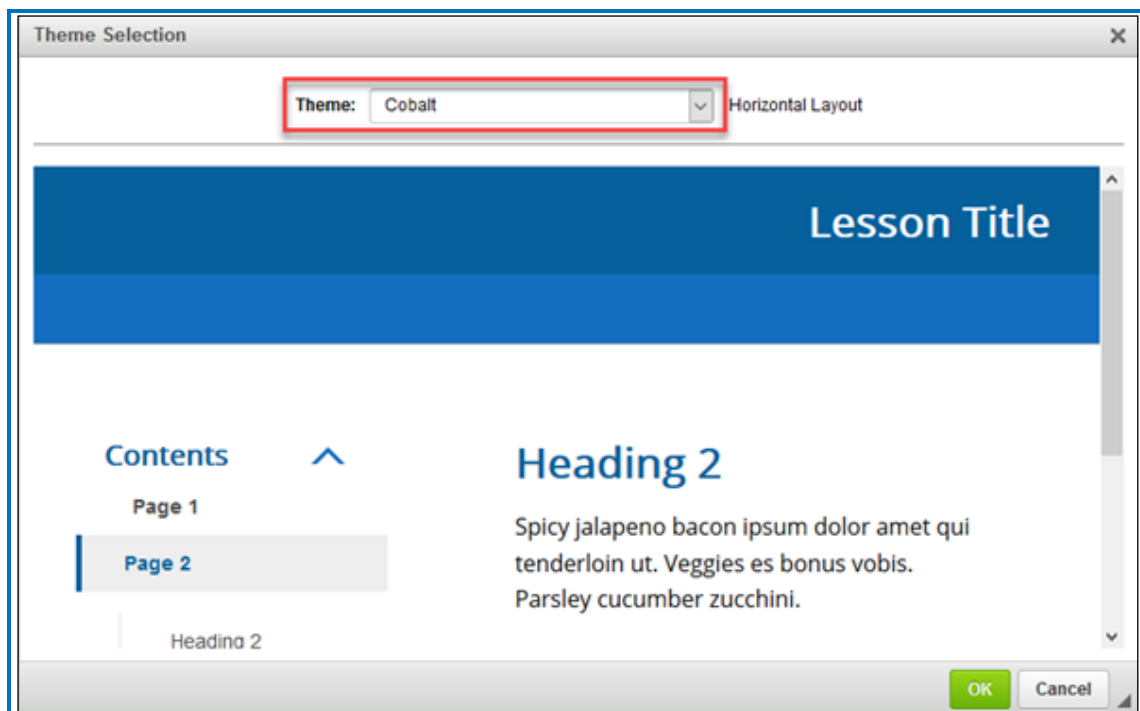 Theme Selection
Theme: Cobalt Horizontal Layout
Lesson Title
Contents
Page 1
Page 2
Heading 2
Heading 2
Spicy jalapeno bacon ipsum dolor amet qui
tenderloin ut. Veggies es bonus vobis.
Parsley cucumber zucchini.
OK Cancel